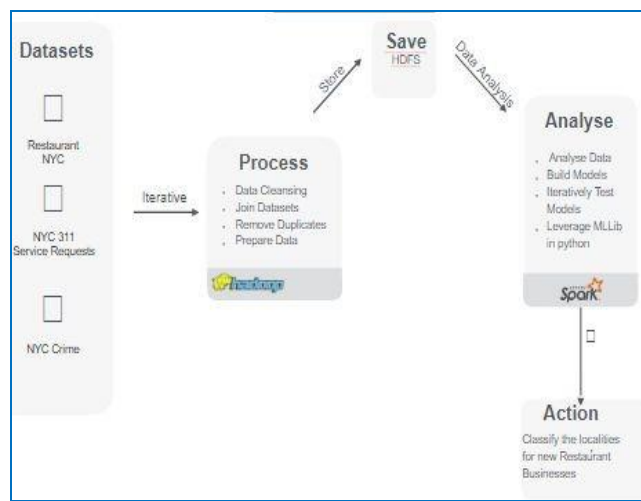 Datasets
Restaurant
NYC
NYC 311
Service Requests
NYC Crime
Iterative
Process
Data Cleansing
Join Datasets
Remove Duplicates
Prepare Data
hadoop
Store
Save
HDFS
Data Analysis
Analyse
Analyse Data
Build Models
Iteratively Test
Models
Leverage MLLib
in python
Spark
Action
Classify the localities
for new Restaurant
Businesses